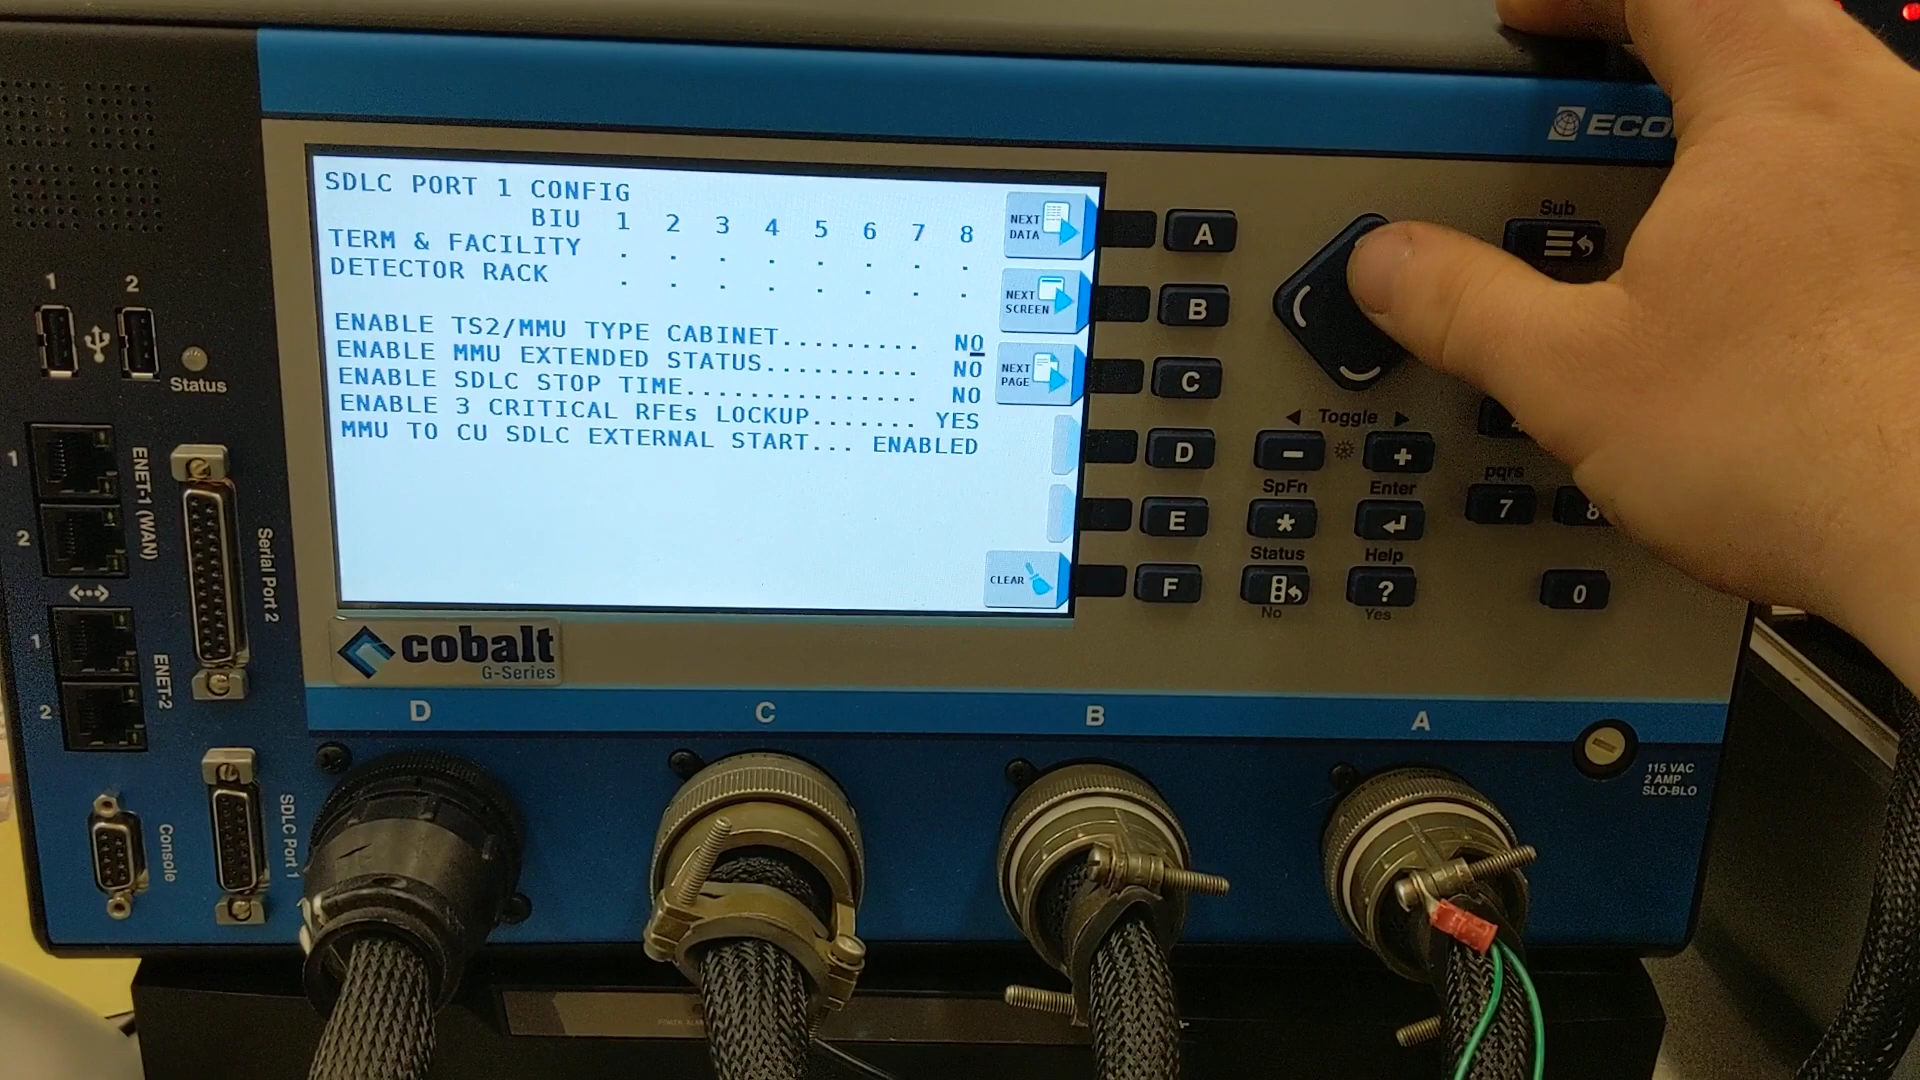 ECO
SDLC PORT 1 CONFIG
BIU 1 2 3 4 5 6 7 8
TERM & FACILITY . . . . . . . .
DETECTOR RACK . . . . . . . .
ENABLE TS2/MMU TYPE CABINET......... NO
ENABLE MMU EXTENDED STATUS.......... NO
ENABLE SDLC STOP TIME............... NO
ENABLE 3 CRITICAL RFEs LOCKUP....... YES
MMU TO CU SDLC EXTERNAL START... ENABLED
NEXT DATA
NEXT SCREEN
NEXT PAGE
CLEAR
A
B
C
D
E
F
Sub
Toggle
- +
SpFn Enter
*
Status Help
?
No Yes
pqrs
7 8
0
1 2
Status
1
2
ENET-1 (WAN)
1
2
ENET-2
Serial Port 2
Console
SDLC Port 1
cobalt
G-Series
D C B A
115 VAC
2 AMP
SLO-BLO